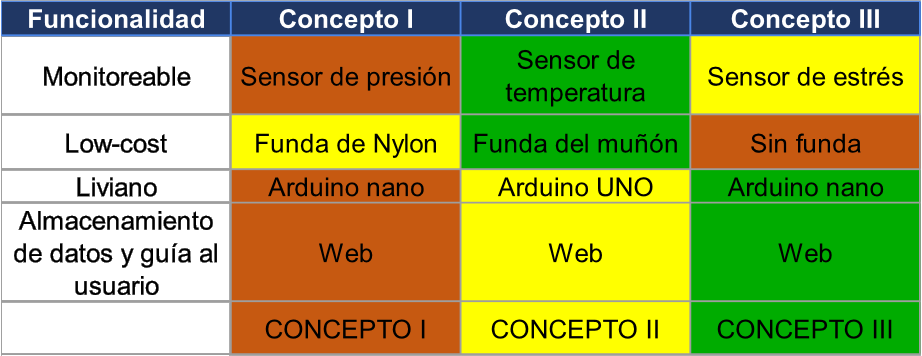 Funcionalidad Concepto I Concepto II Concepto III
Monitoreable Sensor de presión Sensor de temperatura Sensor de estrés
Low-cost Funda de Nylon Funda del muñón Sin funda
Liviano Arduino nano Arduino UNO Arduino nano
Almacenamiento de datos y guía al usuario Web Web Web
CONCEPTO I CONCEPTO II CONCEPTO III